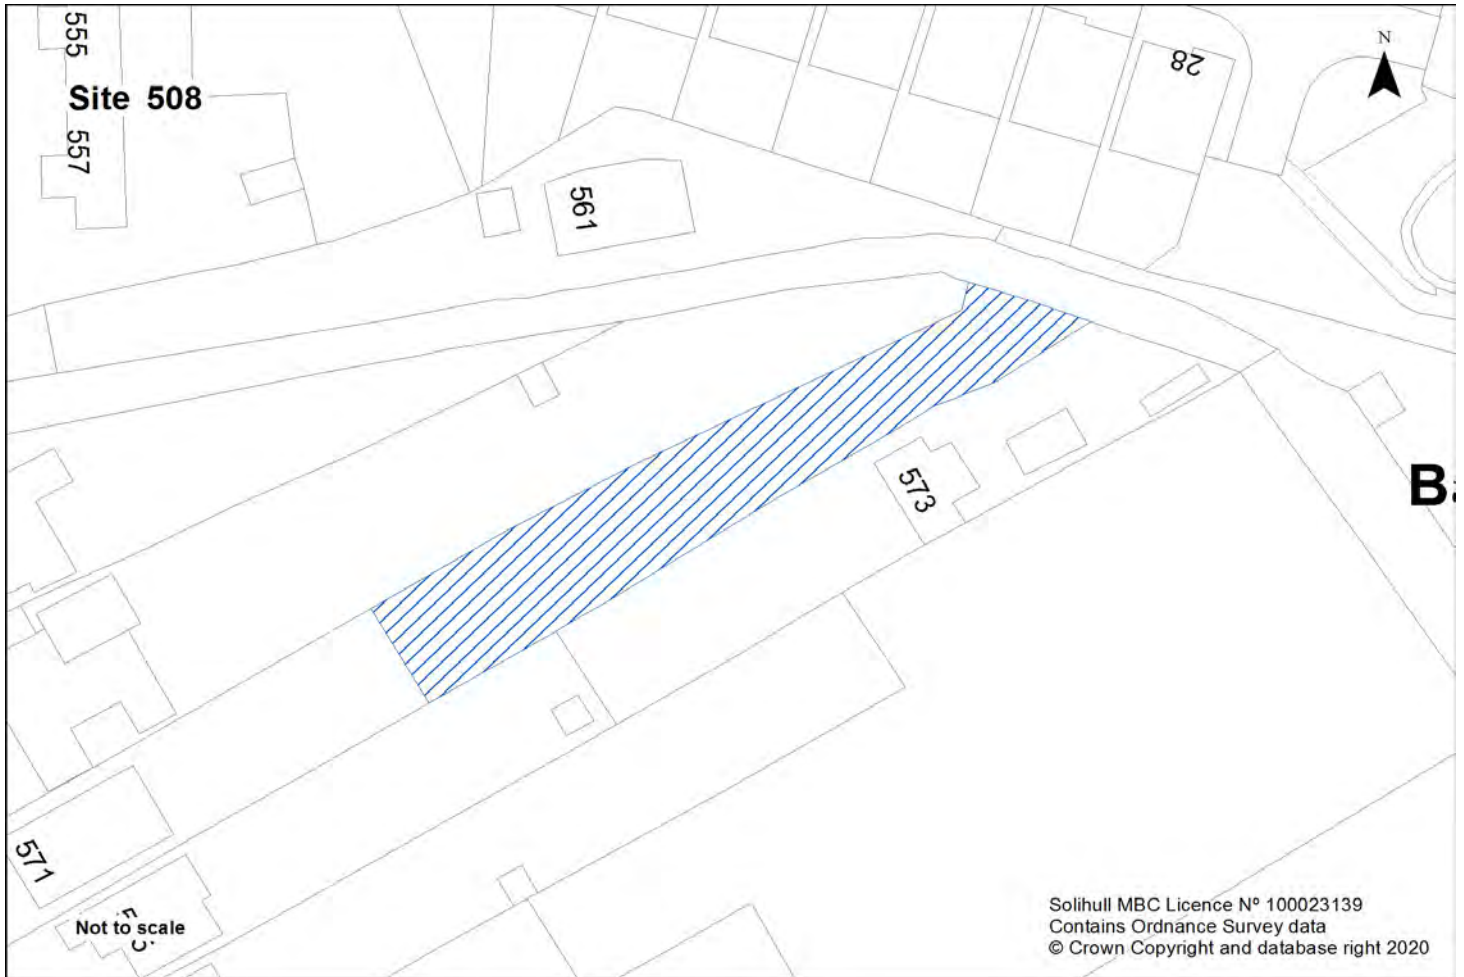 555
Site 508
557
28
N
561
573
571
Not to scale
Solihull MBC Licence Nº 100023139
Contains Ordnance Survey data
© Crown Copyright and database right 2020